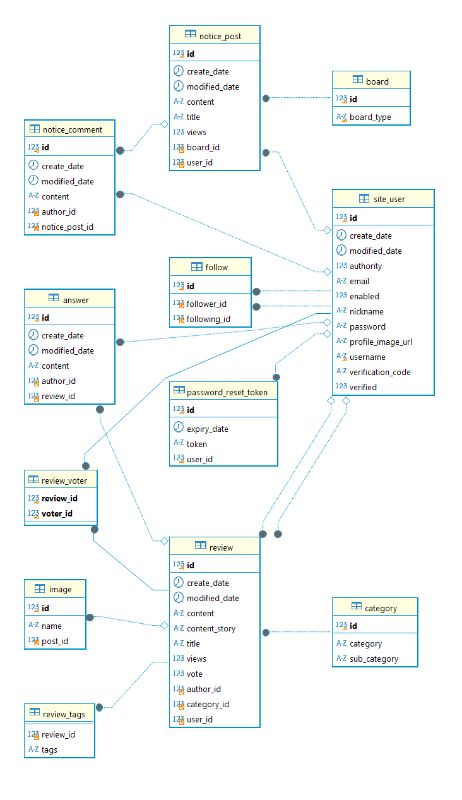 notice_post
123 id
create_date
modified_date
A-Z content
A-Z title
123 views
123 board_id
123 user_id
board
123 id
A-Z board_type
notice_comment
123 id
create_date
modified_date
A-Z content
123 author_id
123 notice_post_id
site_user
123 id
create_date
modified_date
123 authority
A-Z email
123 enabled
A-Z nickname
A-Z password
A-Z profile_image_url
A-Z username
A-Z verification_code
123 verified
follow
123 id
123 follower_id
123 following_id
answer
123 id
create_date
modified_date
A-Z content
123 author_id
123 review_id
password_reset_token
123 id
expiry_date
A-Z token
123 user_id
review_voter
123 review_id
123 voter_id
review
123 id
create_date
modified_date
A-Z content
A-Z content_story
A-Z title
123 views
123 vote
123 author_id
123 category_id
123 user_id
image
123 id
A-Z name
123 post_id
category
123 id
A-Z category
A-Z sub_category
review_tags
123 review_id
A-Z tags